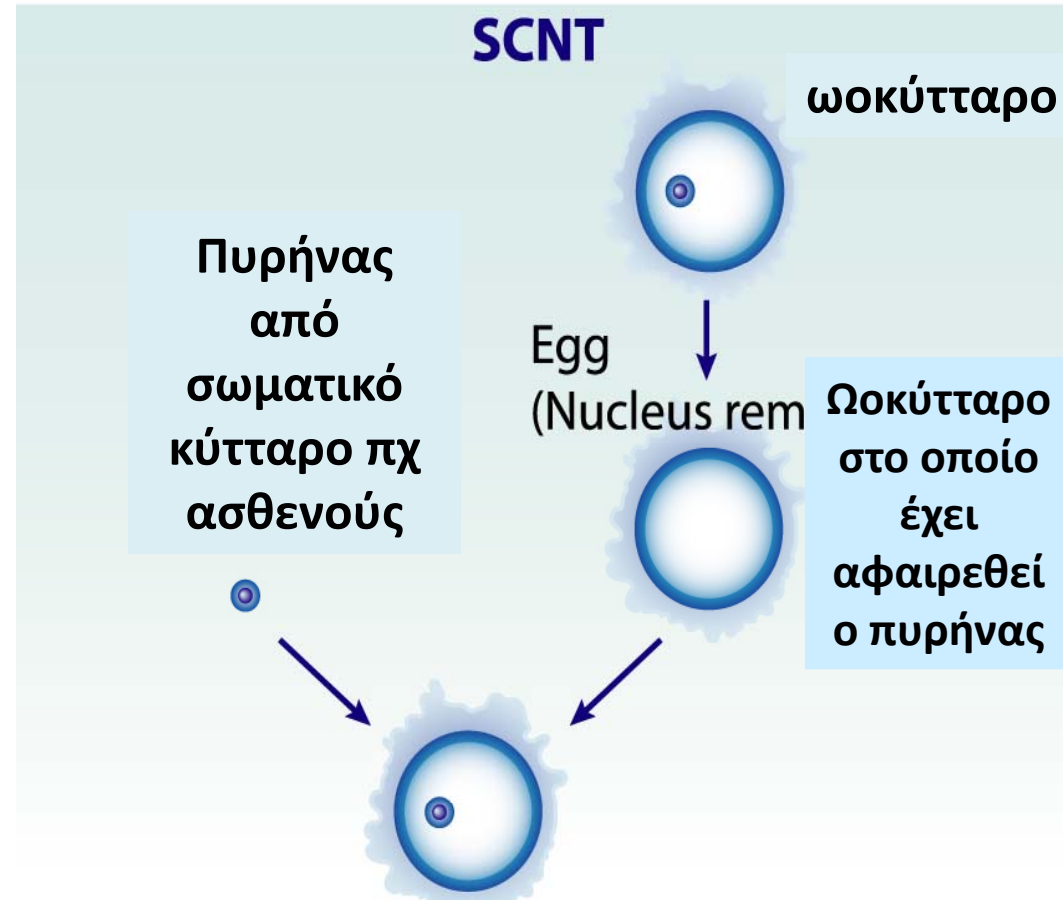 SCNT
ωοκύτταρο
Πυρήνας
από
σωματικό
κύτταρο πχ
ασθενούς
Egg
(Nucleus rem
Ωοκύτταρο
στο οποίο
έχει
αφαιρεθεί
ο πυρήνας